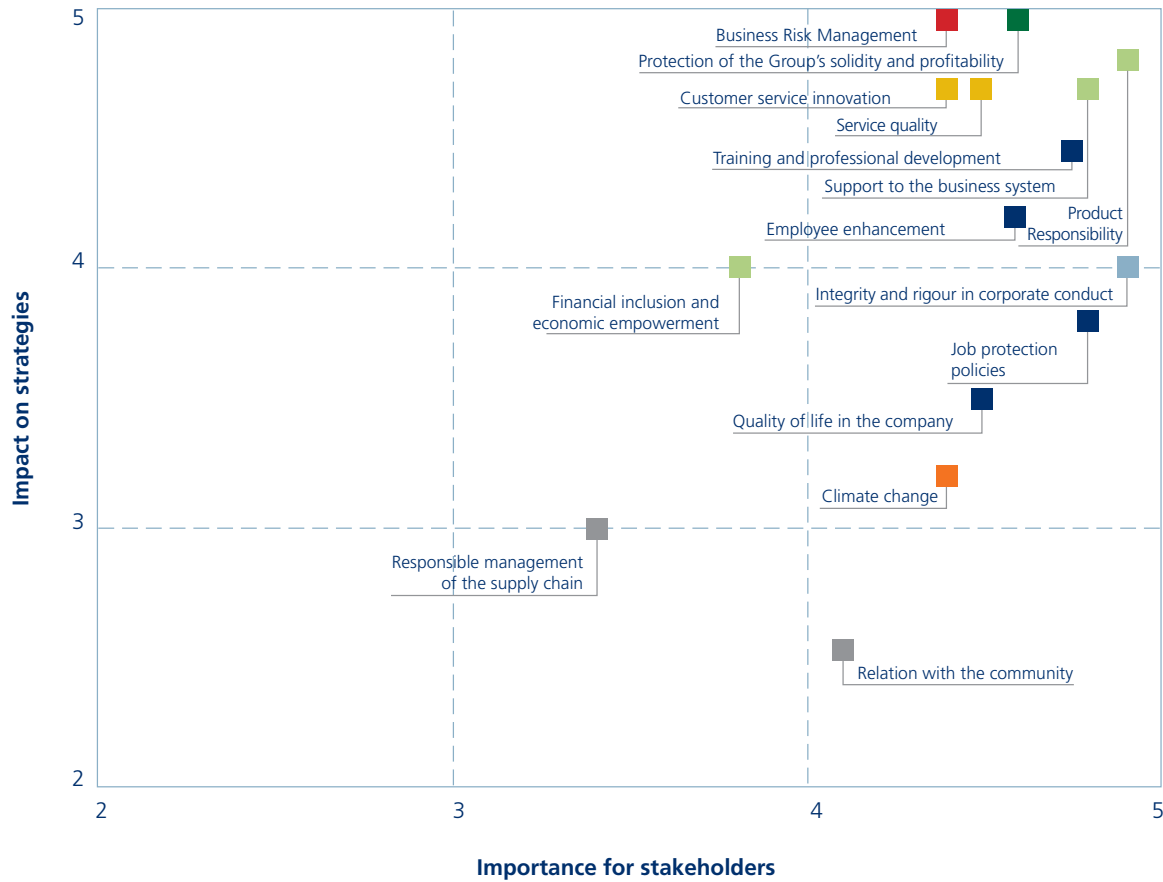 5
Business Risk Management
Protection of the Group’s solidity and profitability
Customer service innovation
Service quality
Training and professional development
Support to the business system
Product
Responsibility
Employee enhancement
4
Integrity and rigour in corporate conduct
Financial inclusion and
economic empowerment
Job protection
policies
Quality of life in the company
Climate change
3
Responsible management
of the supply chain
Relation with the community
2
Impact on strategies
2 3 4 5
Importance for stakeholders